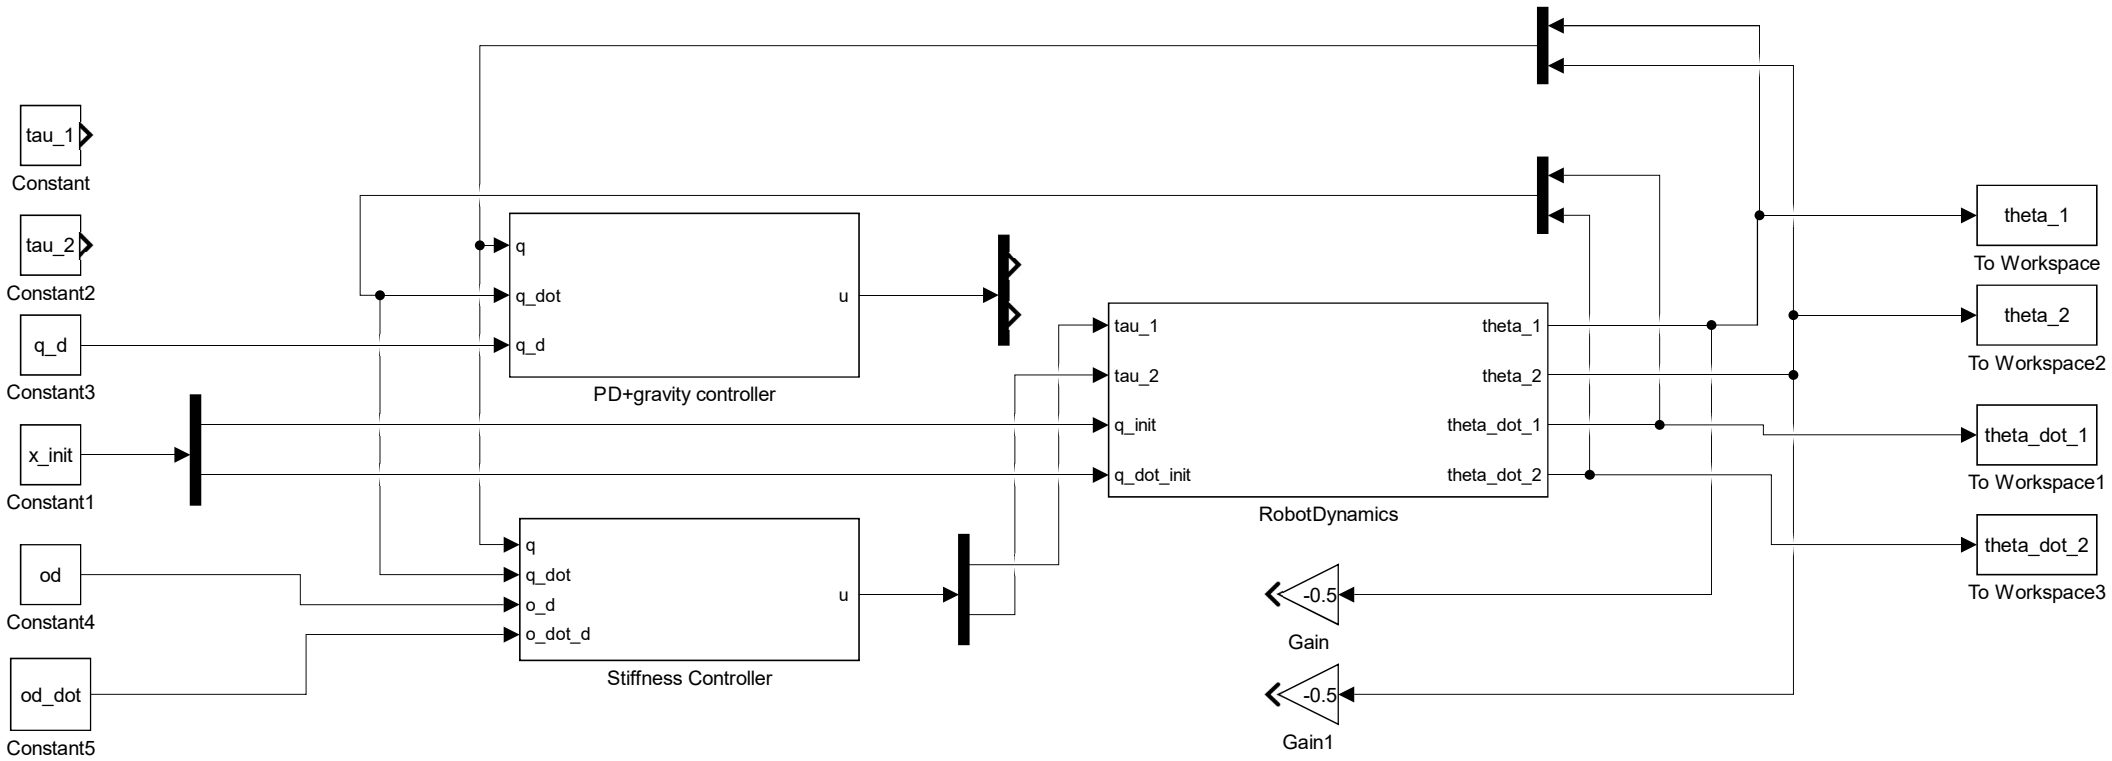 tau_1
Constant
tau_2
Constant2
q_d
Constant3
x_init
Constant1
od
Constant4
od_dot
Constant5
q
q_dot
q_d
u
PD+gravity controller
q
q_dot
o_d
o_dot_d
u
Stiffness Controller
tau_1
tau_2
q_init
q_dot_init
theta_1
theta_2
theta_dot_1
theta_dot_2
RobotDynamics
-0.5
Gain
-0.5
Gain1
theta_1
To Workspace
theta_2
To Workspace2
theta_dot_1
To Workspace1
theta_dot_2
To Workspace3